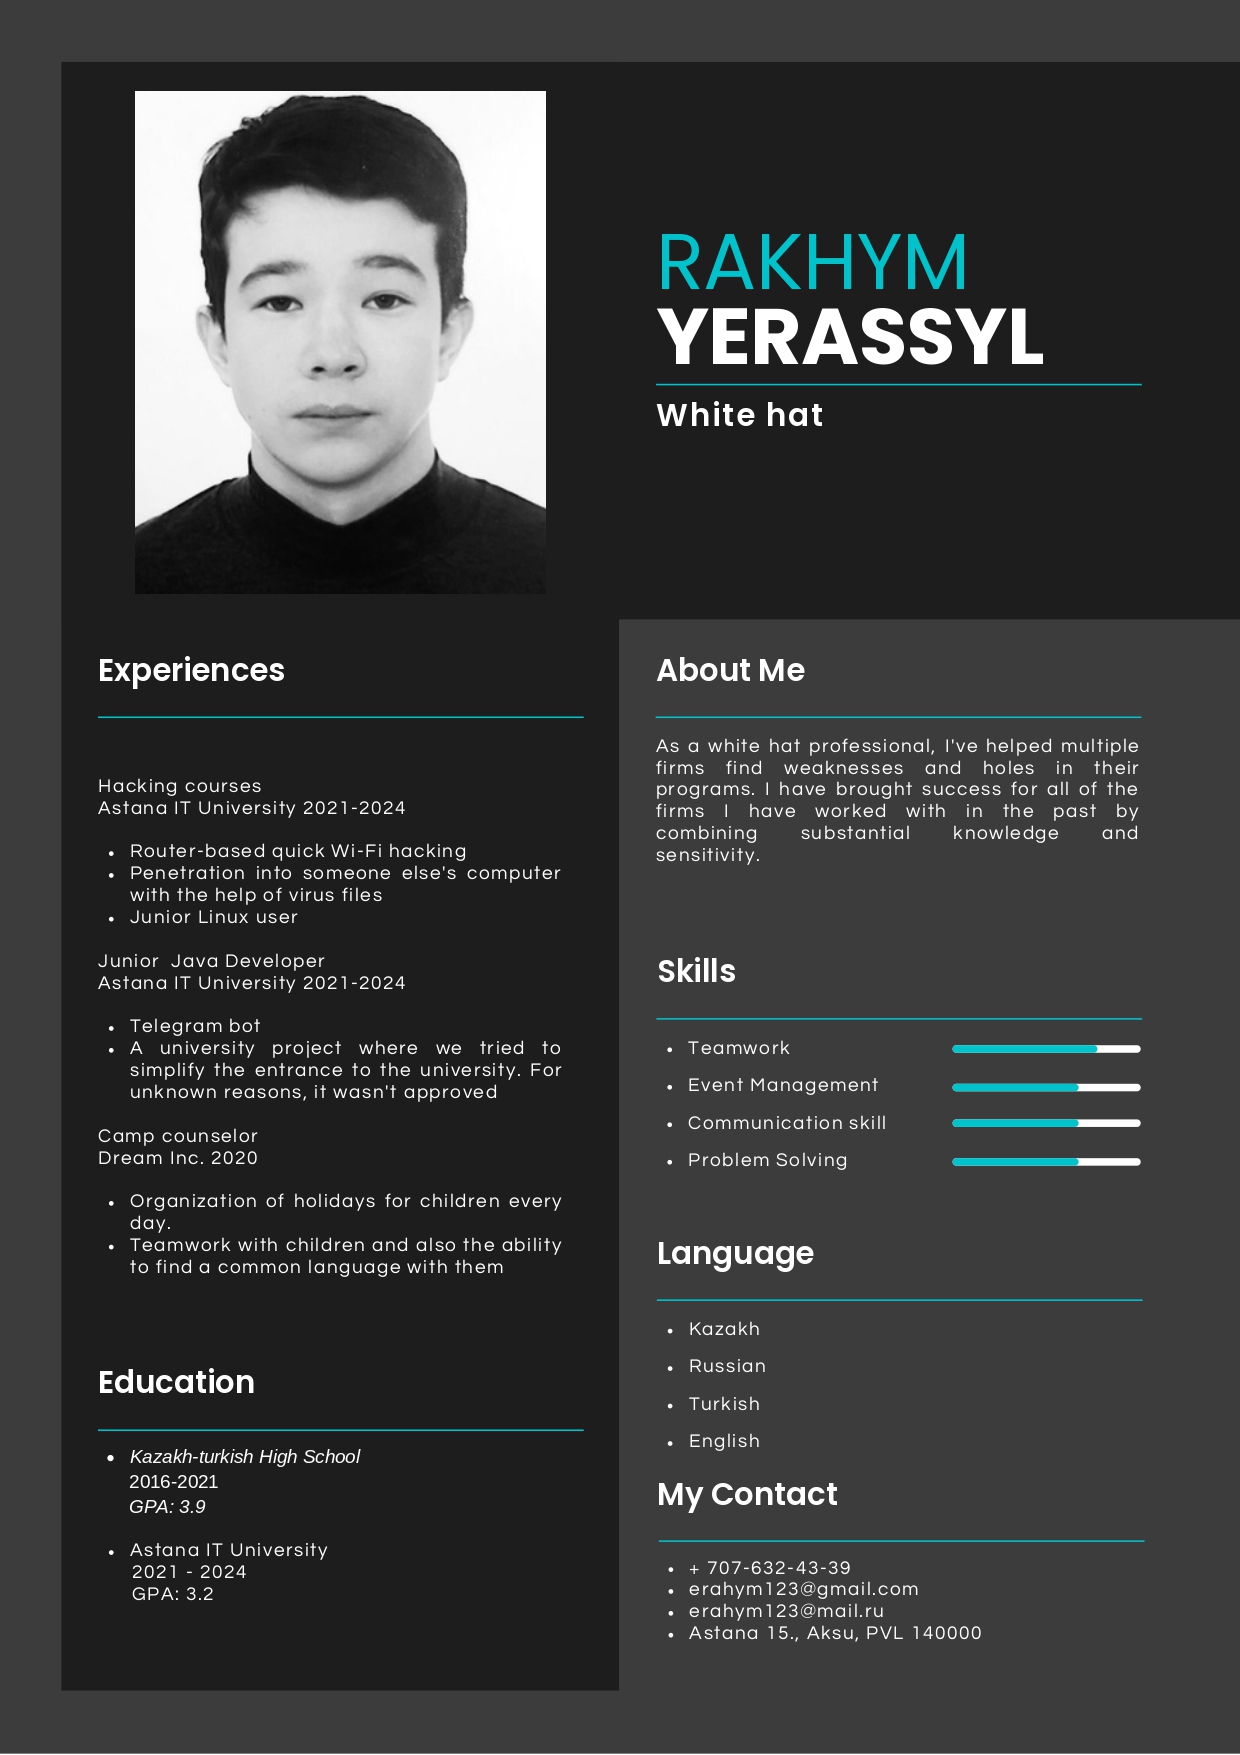 RAKHYM
YERASSYL
White hat
Experiences
Hacking courses
Astana IT University 2021-2024
• Router-based quick Wi-Fi hacking
• Penetration into someone else's computer
with the help of virus files
• Junior Linux user
Junior Java Developer
Astana IT University 2021-2024
• Telegram bot
• A university project where we tried to
simplify the entrance to the university. For
unknown reasons, it wasn't approved
Camp counselor
Dream Inc. 2020
• Organization of holidays for children every
day.
• Teamwork with children and also the ability
to find a common language with them
Education
• Kazakh-turkish High School
2016-2021
GPA: 3.9
• Astana IT University
2021 - 2024
GPA: 3.2
About Me
As a white hat professional, I've helped multiple
firms find weaknesses and holes in their
programs. I have brought success for all of the
firms I have worked with in the past by
combining substantial knowledge and
sensitivity.
Skills
• Teamwork
• Event Management
• Communication skill
• Problem Solving
Language
• Kazakh
• Russian
• Turkish
• English
My Contact
• + 707-632-43-39
• erahym123@gmail.com
• erahym123@mail.ru
• Astana 15., Aksu, PVL 140000